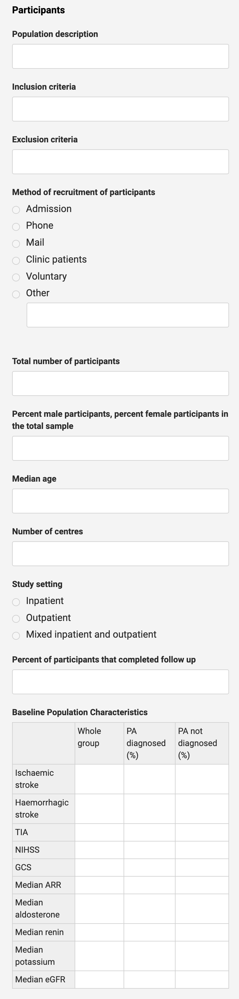 Participants
Population description
Inclusion criteria
Exclusion criteria
Method of recruitment of participants
Admission
Phone
Mail
Clinic patients
Voluntary
Other
Total number of participants
Percent male participants, percent female participants in
the total sample
Median age
Number of centres
Study setting
Inpatient
Outpatient
Mixed inpatient and outpatient
Percent of participants that completed follow up
Baseline Population Characteristics
Whole
group
PA
diagnosed
(%)
PA not
diagnosed
(%)
Ischaemic
stroke
Haemorrhagic
stroke
TIA
NIHSS
GCS
Median ARR
Median
aldosterone
Median renin
Median
potassium
Median eGFR